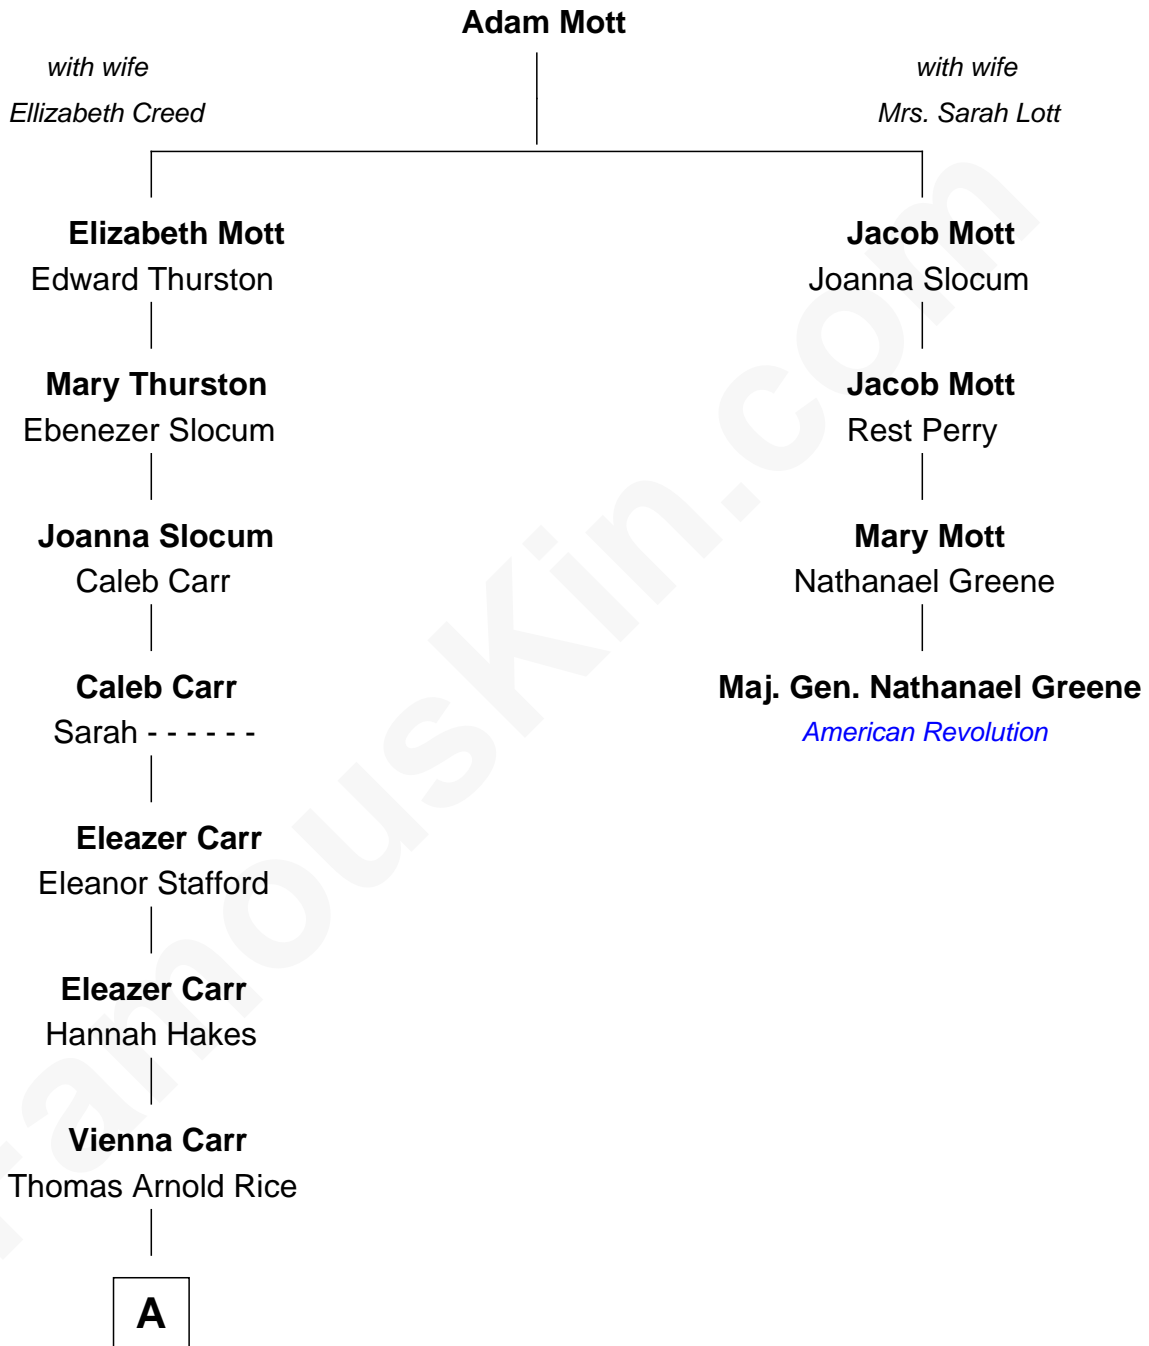 Adam Mott
with wife
Ellizabeth Creed
with wife
Mrs. Sarah Lott
Elizabeth Mott
Edward Thurston
Jacob Mott
Joanna Slocum
Mary Thurston
Ebenezer Slocum
Jacob Mott
Rest Perry
Joanna Slocum
Caleb Carr
Mary Mott
Nathanael Greene
Caleb Carr
Sarah - - - - - -
Maj. Gen. Nathanael Greene
American Revolution
Eleazer Carr
Eleanor Stafford
Eleazer Carr
Hannah Hakes
Vienna Carr
Thomas Arnold Rice
A
FamousKin.com